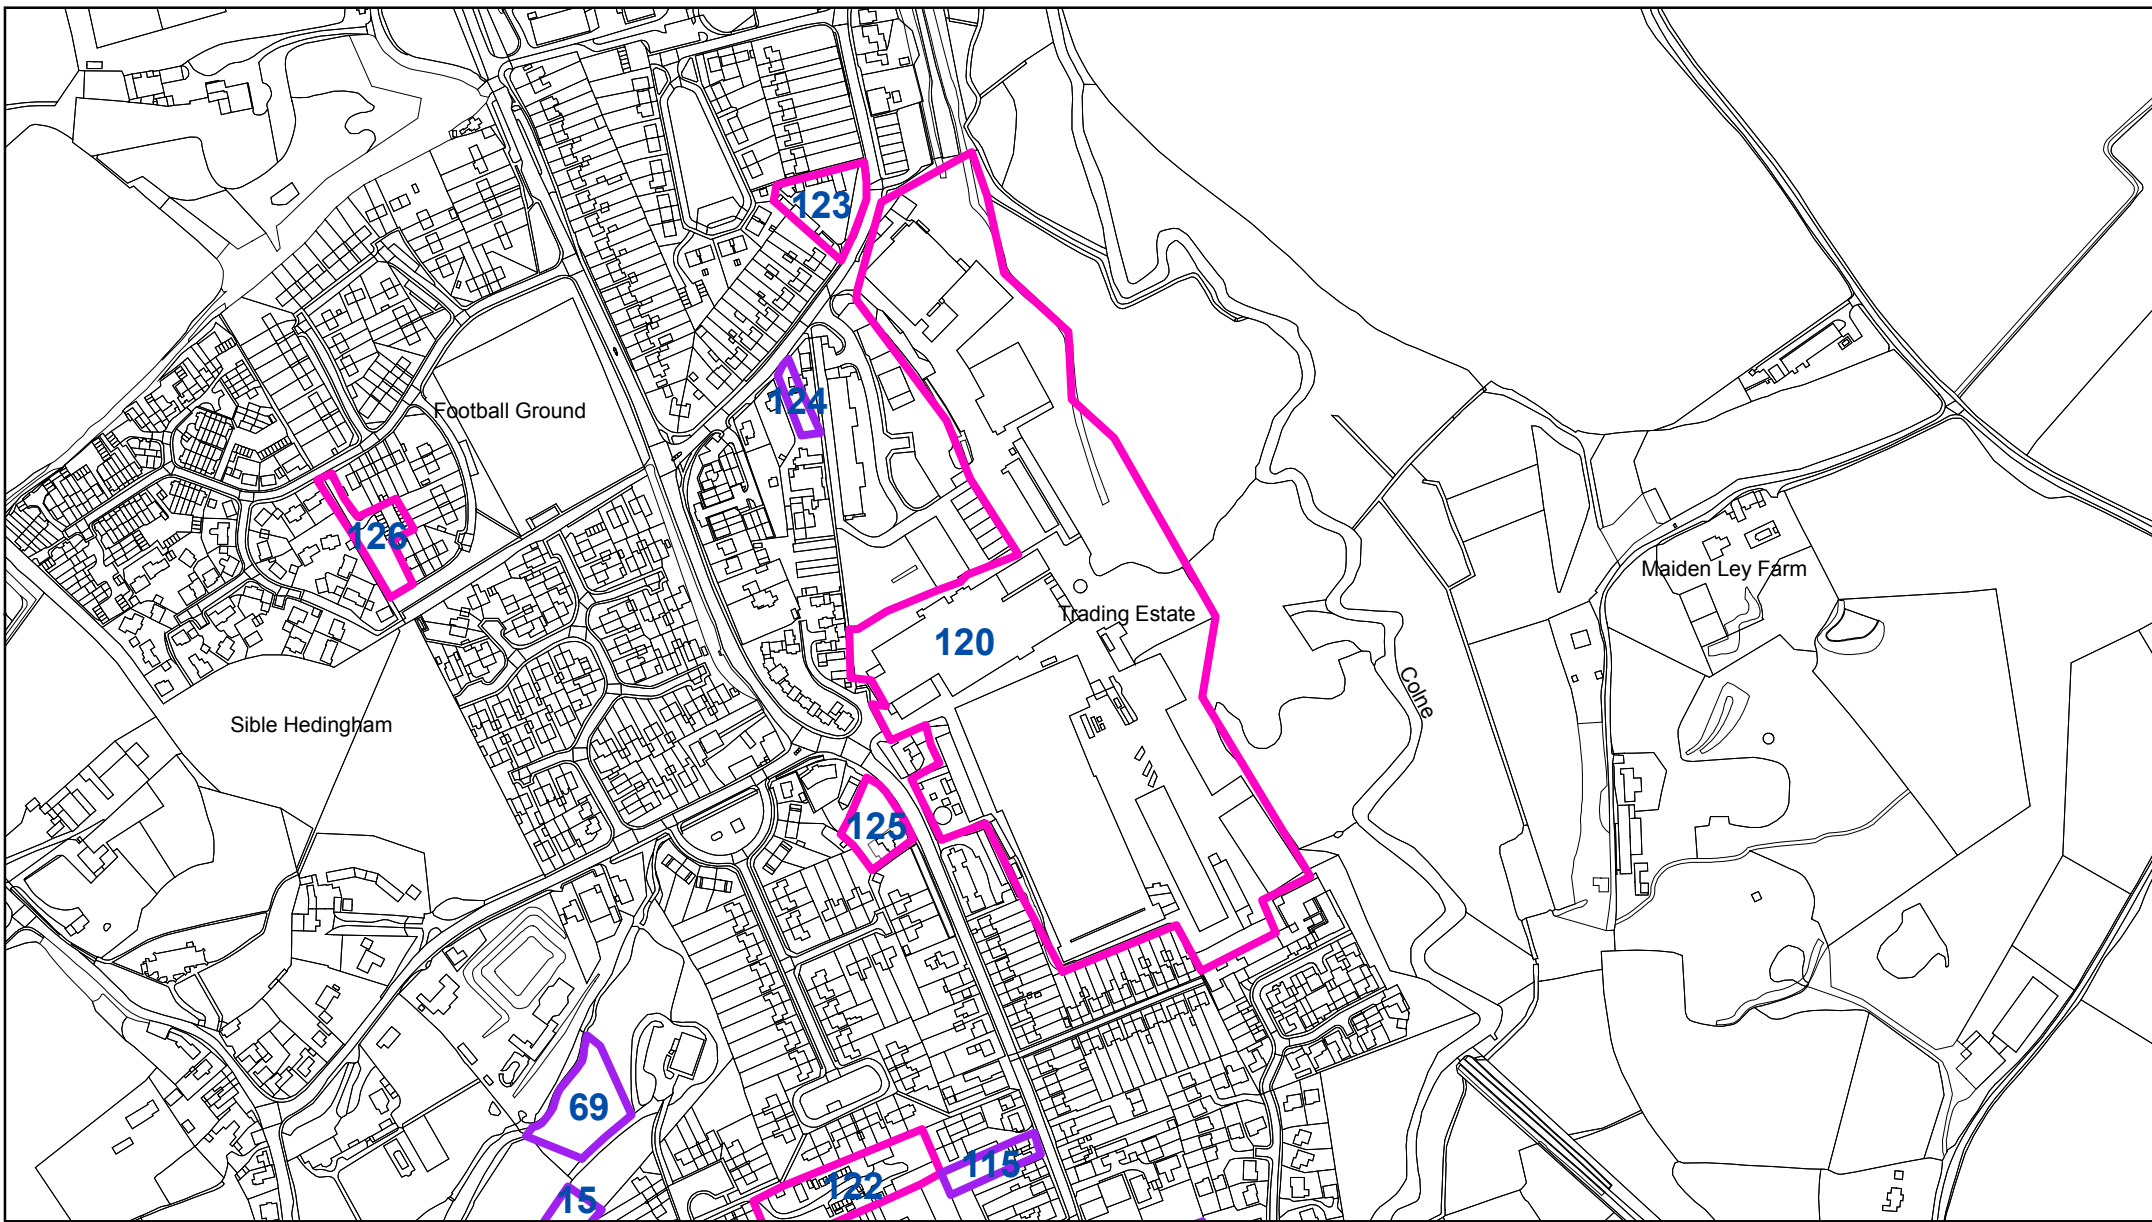 123
124
Football Ground
126
Maiden Ley Farm
Trading Estate
120
Colne
Sible Hedingham
125
69
115
122
15